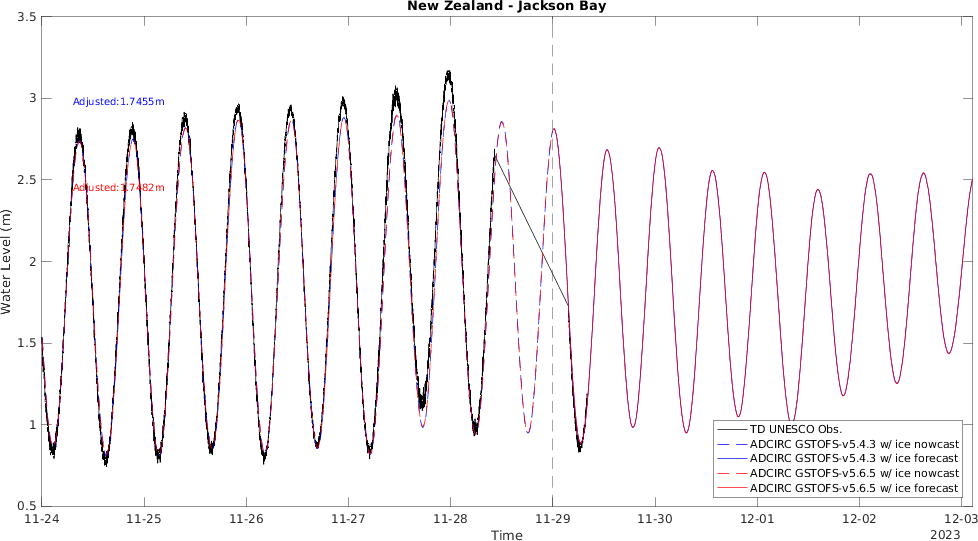 New Zealand - Jackson Bay
3.5
3
2.5
2
1.5
1
0.5
Water Level (m)
Adjusted:1.7455m
Adjusted:1.7482m
TD UNESCO Obs.
ADCIRC GSTOFS-v5.4.3 w/ ice nowcast
ADCIRC GSTOFS-v5.4.3 w/ ice forecast
ADCIRC GSTOFS-v5.6.5 w/ ice nowcast
ADCIRC GSTOFS-v5.6.5 w/ ice forecast
11-24 11-25 11-26 11-27 11-28 11-29 11-30 12-01 12-02 12-03
Time
2023